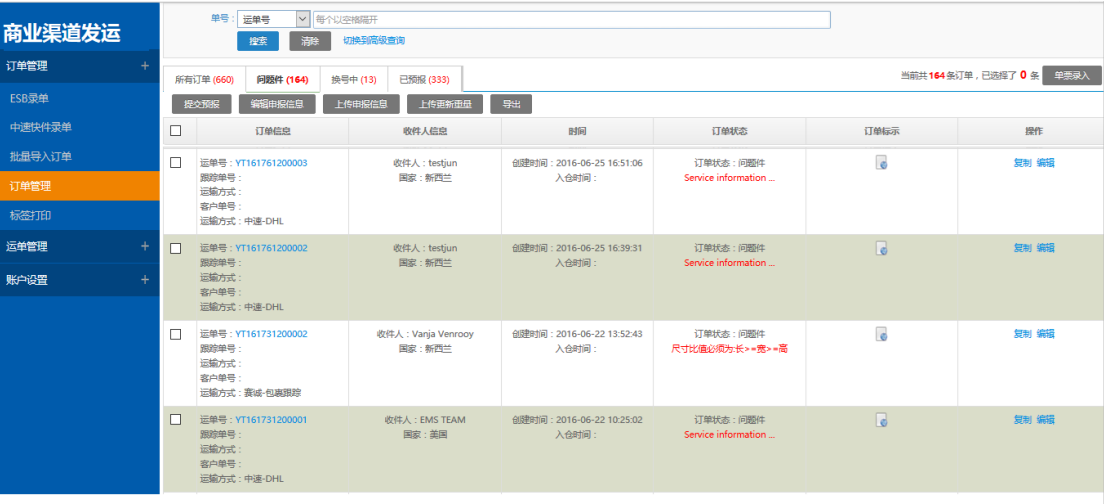 商业渠道发运
订单管理 +
ESB录单
中速快件录单
批量导入订单
订单管理
标签打印
运单管理 +
账户设置 +
单号： 运单号 每个以空格隔开
搜索 清除 切换到高级查询
所有订单 (660) 问题件 (164) 换号中 (13) 已预报 (333) 当前共164条订单，已选择了 0 条 单票录入
提交预报 编辑申报信息 上传申报信息 上传更新重量 导出
订单信息 收件人信息 时间 订单状态 订单标示 操作
运单号：YT161761200003 收件人：testjun 创建时间：2016-06-25 16:51:06 订单状态：问题件 复制 编辑
跟踪单号： 国家：新西兰 入仓时间： Service information ...
运输方式：
客户单号：
运输方式：中速-DHL
运单号：YT161761200002 收件人：testjun 创建时间：2016-06-25 16:39:31 订单状态：问题件 复制 编辑
跟踪单号： 国家：新西兰 入仓时间： Service information ...
运输方式：
客户单号：
运输方式：中速-DHL
运单号：YT161731200002 收件人：Vanja Venrooy 创建时间：2016-06-22 13:52:43 订单状态：问题件 复制 编辑
跟踪单号： 国家：新西兰 入仓时间： 尺寸比值必须为:长>=宽>=高
运输方式：
客户单号：
运输方式：赛诚-包裹跟踪
运单号：YT161731200001 收件人：EMS TEAM 创建时间：2016-06-22 10:25:02 订单状态：问题件 复制 编辑
跟踪单号： 国家：美国 入仓时间： Service information ...
运输方式：
客户单号：
运输方式：中速-DHL